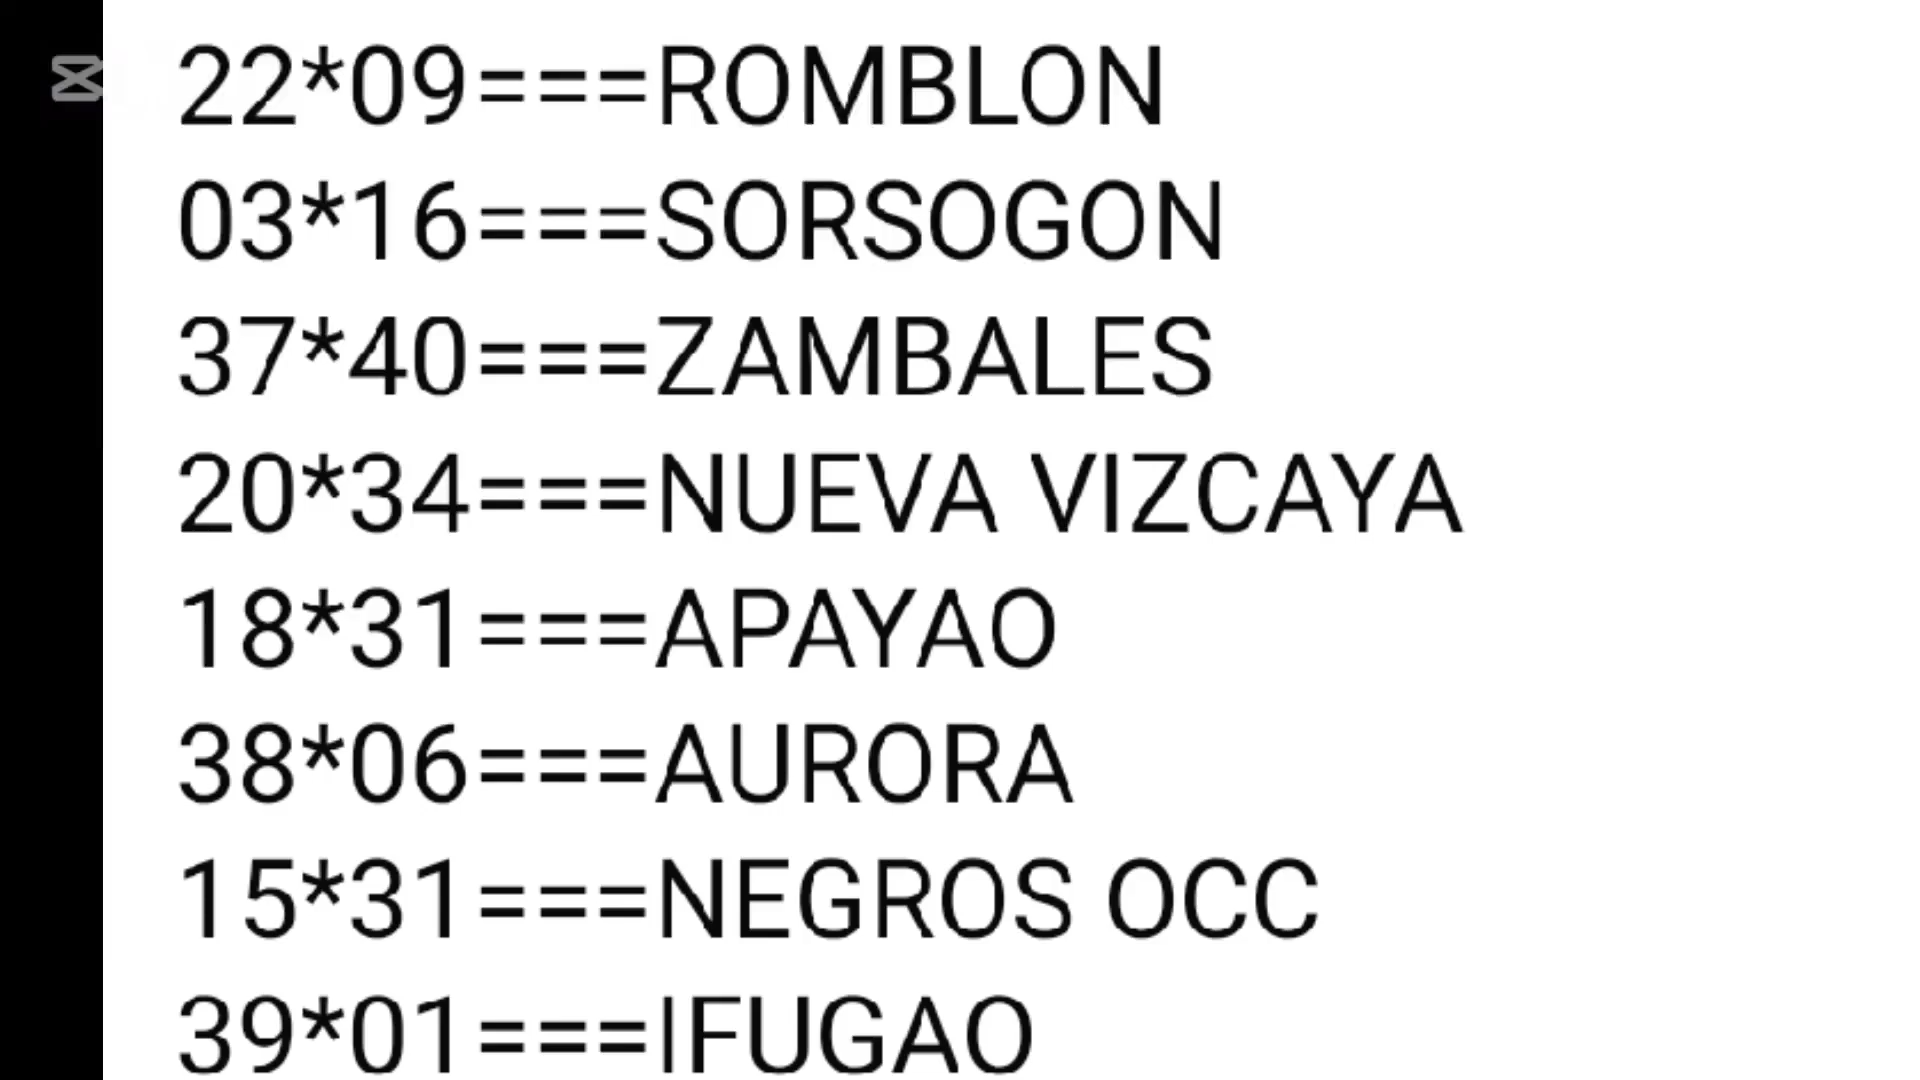 22*09===ROMBLON
03*16===SORSOGON
37*40===ZAMBALES
20*34===NUEVA VIZCAYA
18*31===APAYAO
38*06===AURORA
15*31===NEGROS OCC
39*01===IFUGAO